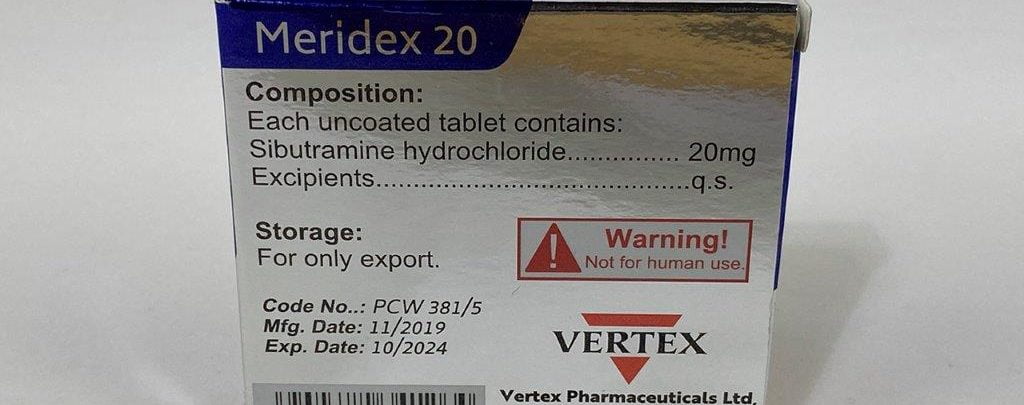 Meridex 20
Composition:
Each uncoated tablet contains:
Sibutramine hydrochloride............... 20mg
Excipients..........................................q.s.
Storage:
For only export.
Warning!
Not for human use.
Code No..: PCW 381/5
Mfg. Date: 11/2019
Exp. Date: 10/2024
VERTEX
Vertex Pharmaceuticals Ltd,